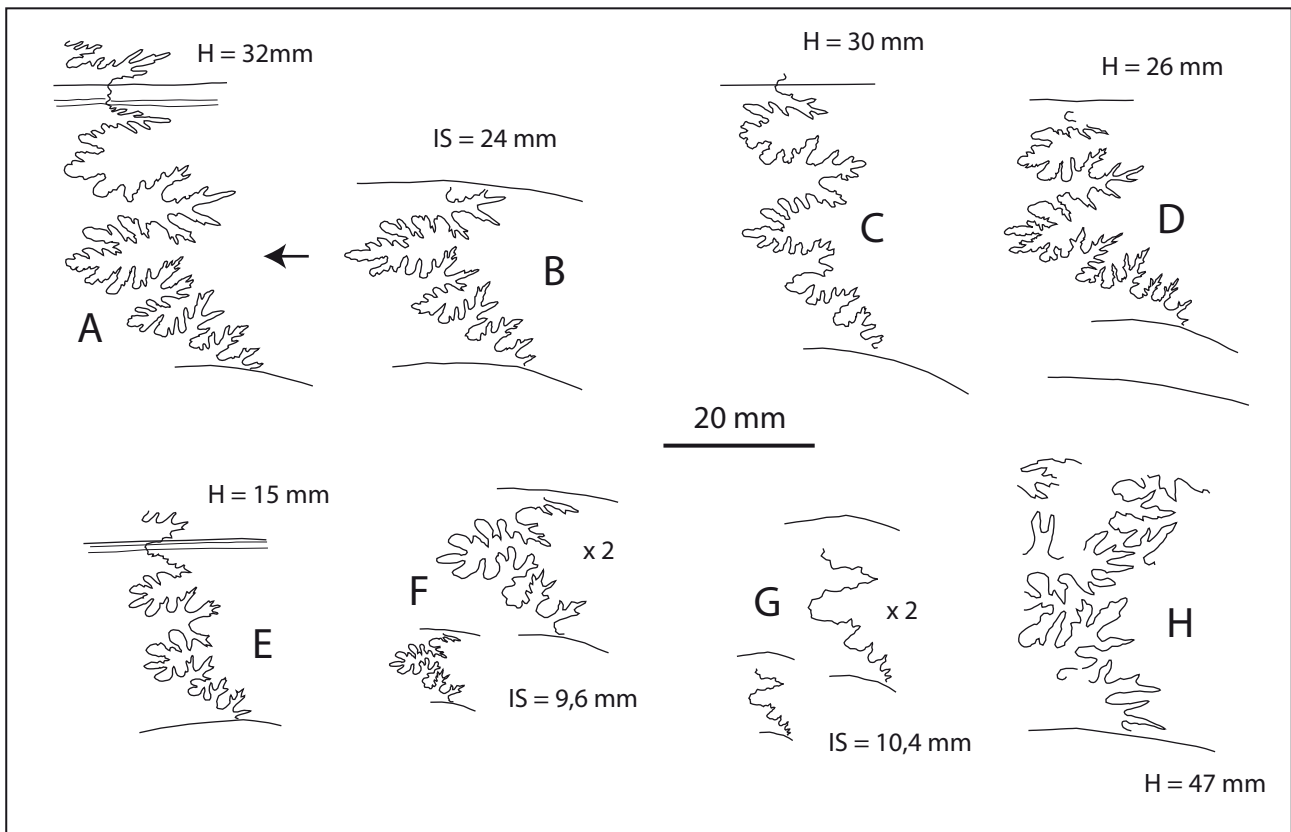 H = 32mm
H = 30 mm
H = 26 mm
IS = 24 mm
A
B
C
D
20 mm
H = 15 mm
x 2
E
F
G
x 2
H
IS = 9,6 mm
IS = 10,4 mm
H = 47 mm